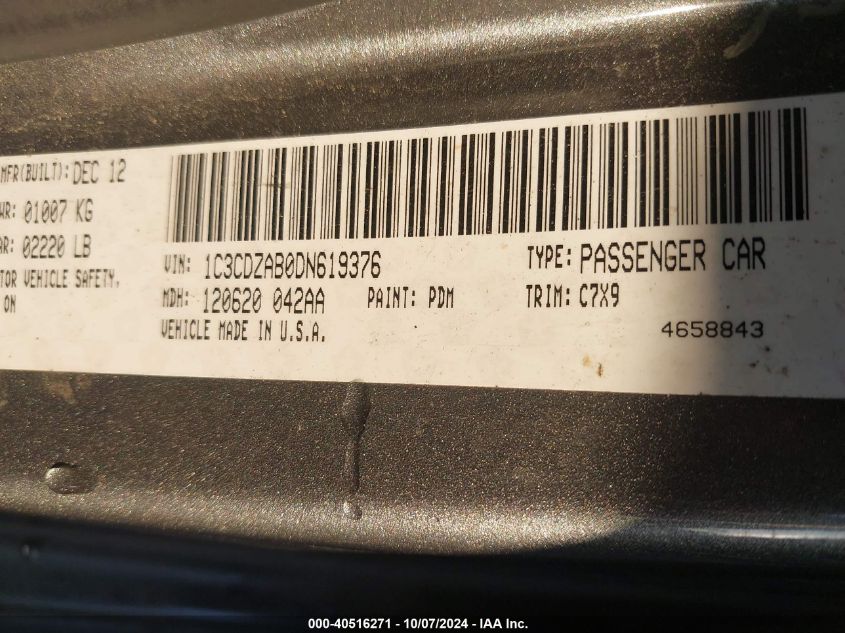 MFR(BUILT): DEC 12
WR: 01007 KG
AR: 02220 LB
TOR VEHICLE SAFETY,
ON
VIN: 1C3CDZAB0DN619376
TYPE: PASSENGER CAR
MDH: 120620 042AA
PAINT: PDM
TRIM: C7X9
VEHICLE MADE IN U.S.A.
4658843
000-40516271 - 10/07/2024 - IAA Inc.